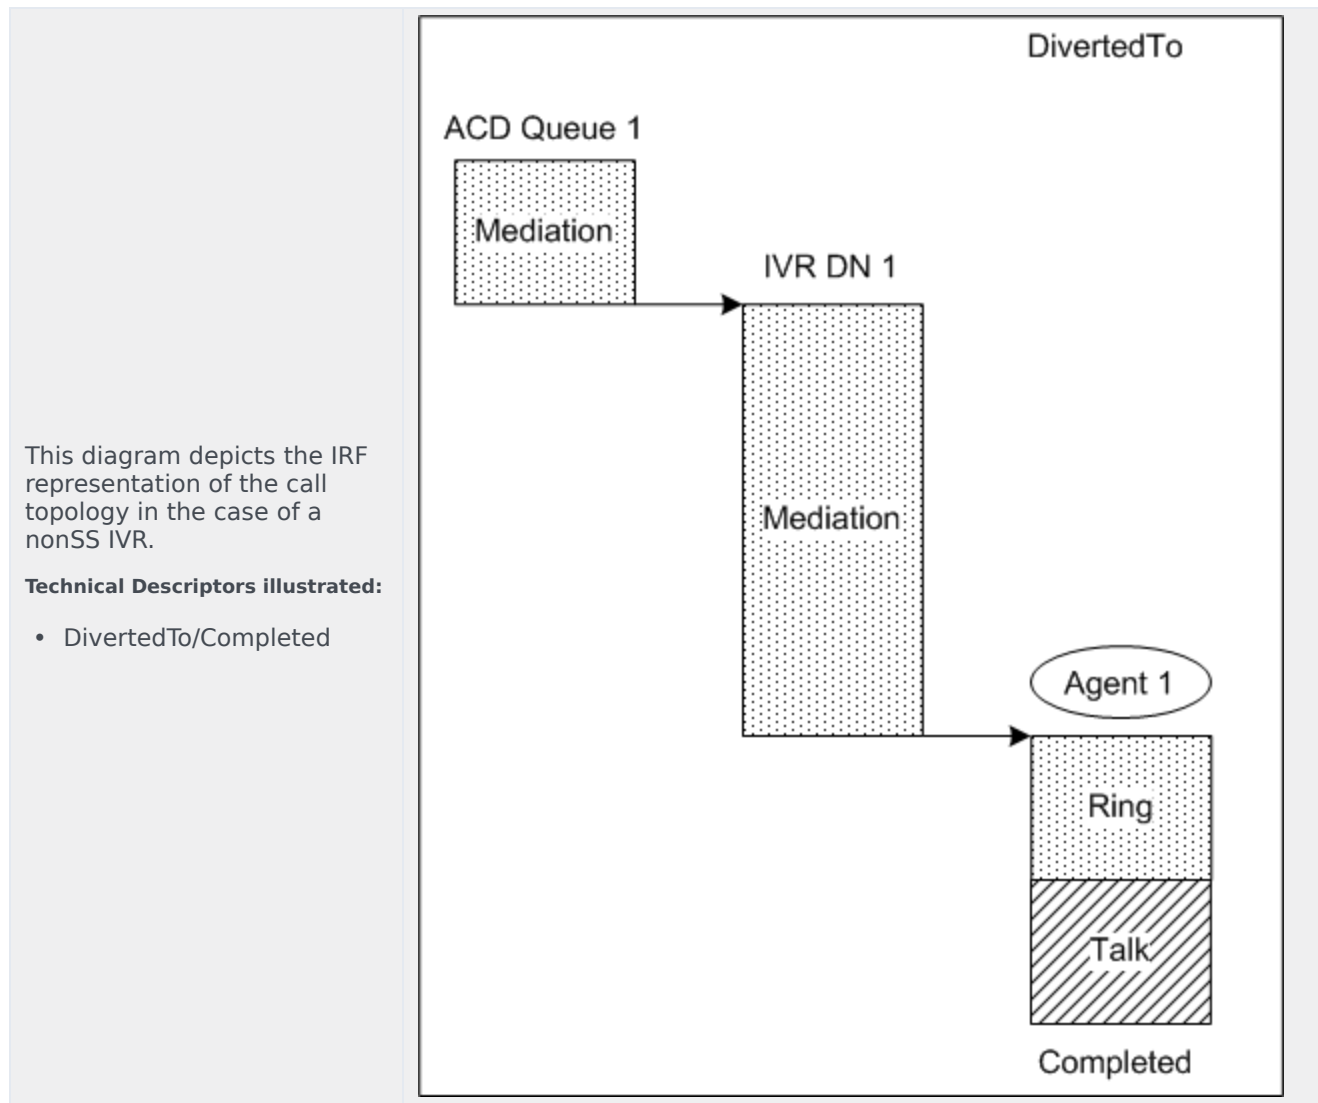 This diagram depicts the IRF
representation of the call
topology in the case of a
nonSS IVR.
Technical Descriptors illustrated:
• DivertedTo/Completed
DivertedTo
ACD Queue 1
Mediation
IVR DN 1
Mediation
Agent 1
Ring
Talk
Completed